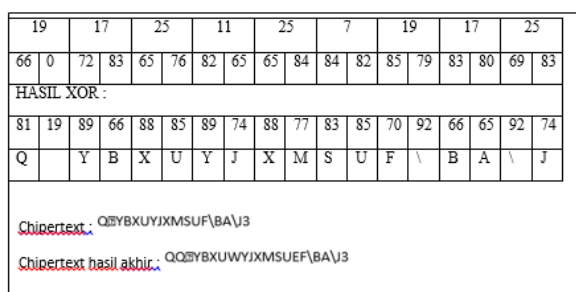 19 17 25 11 25 7 19 17 25
66 0 72 83 65 76 82 65 65 84 84 82 85 79 83 80 69 83
HASIL XOR :
81 19 89 66 88 85 89 74 88 77 83 85 70 92 66 65 92 74
Q Y B X U Y J X M S U F \ B A \ J
Chipertext : Q⍰YBXUYJXMSUF\BA\J3
Chipertext hasil akhir : QQ⍰YBXUWYJXMSUEF\BA\J3